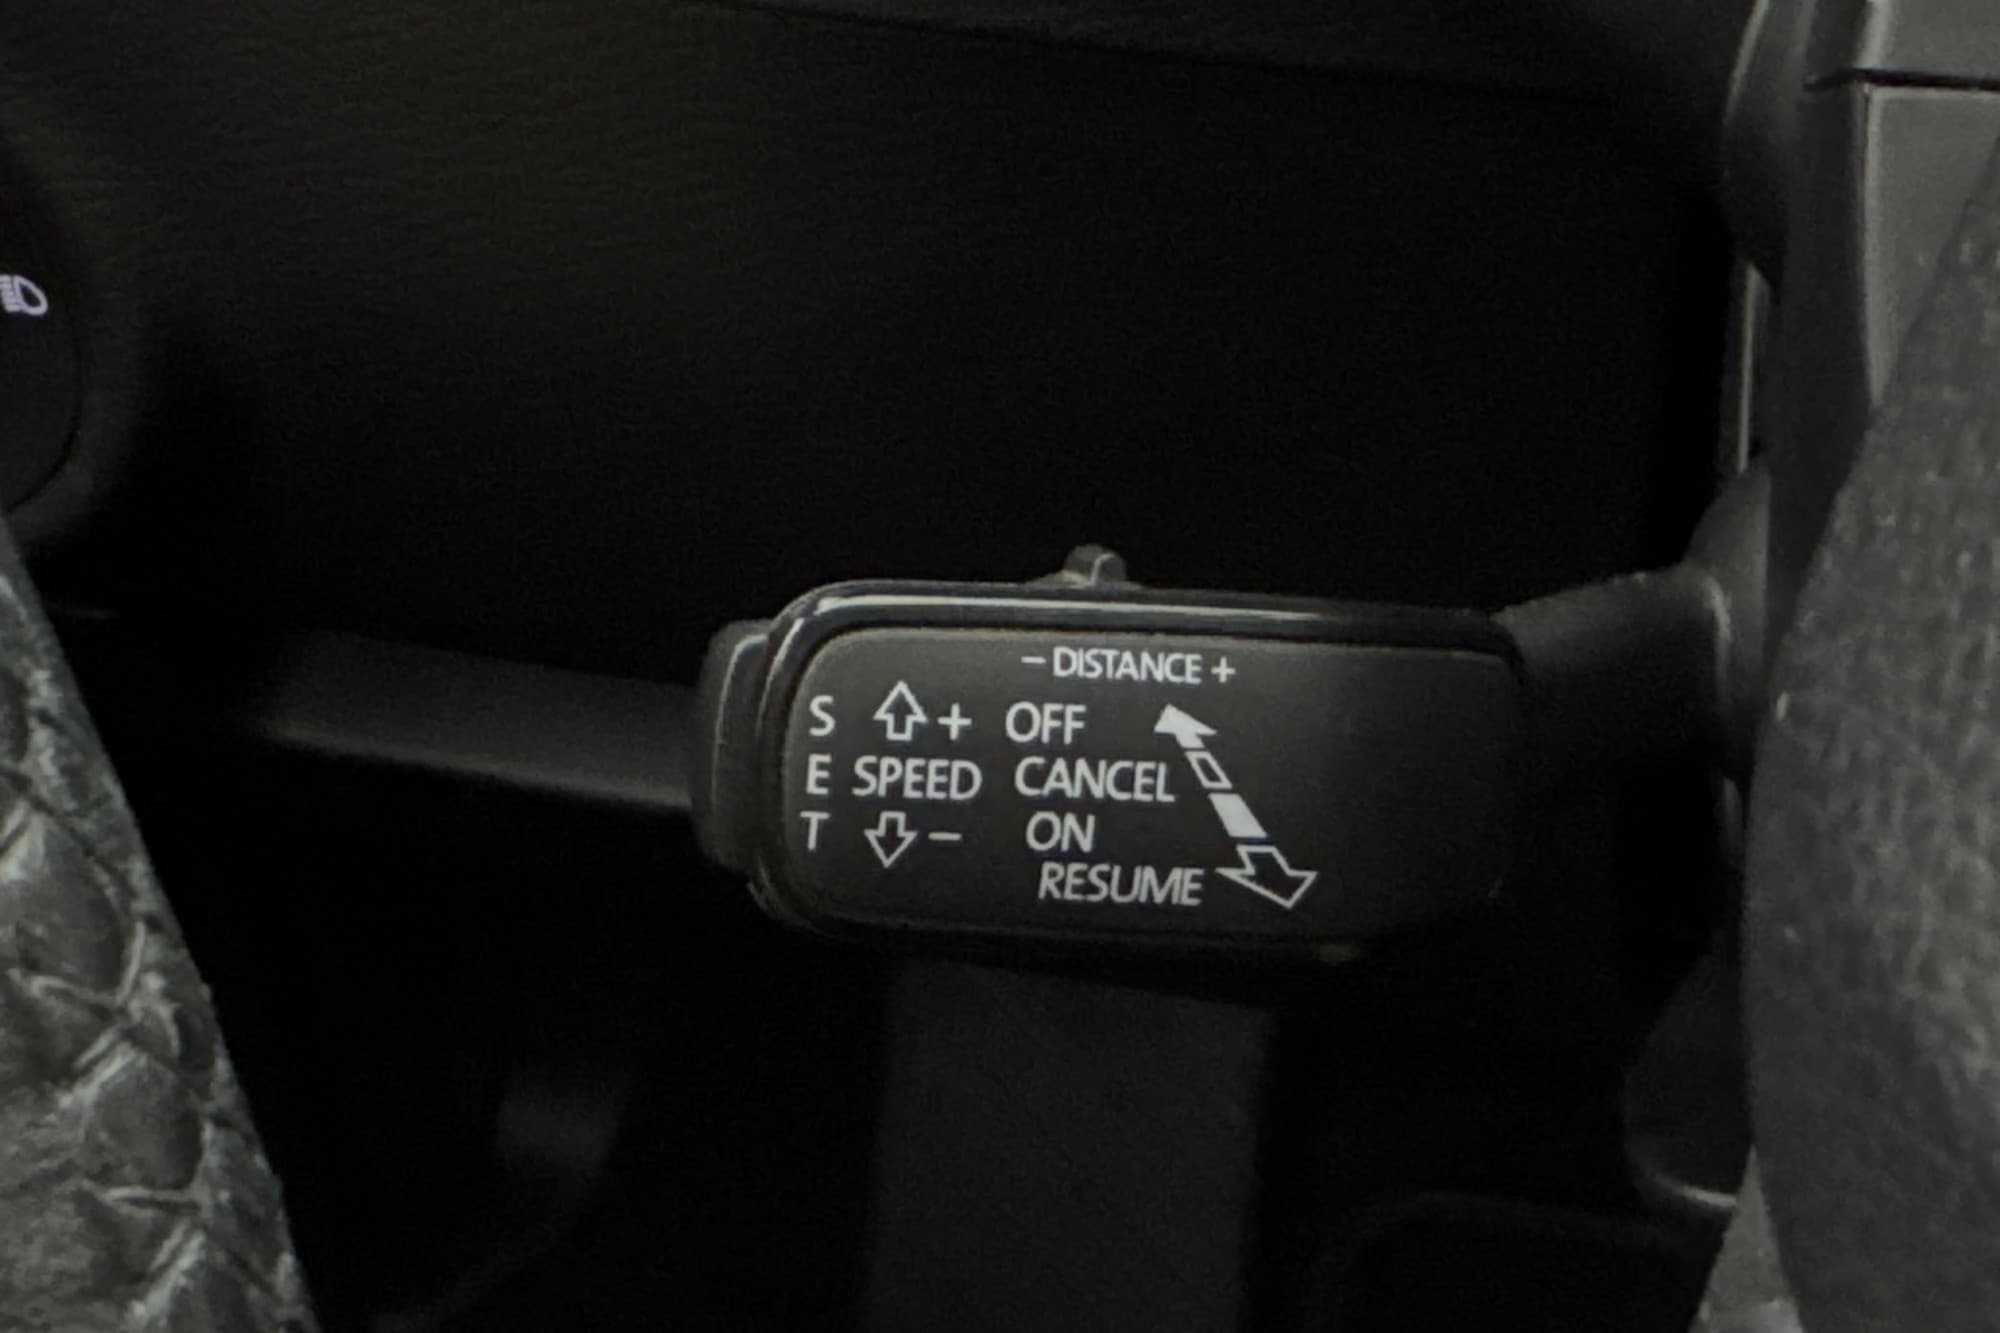 − DISTANCE +
S + OFF
E SPEED CANCEL
T − ON
RESUME